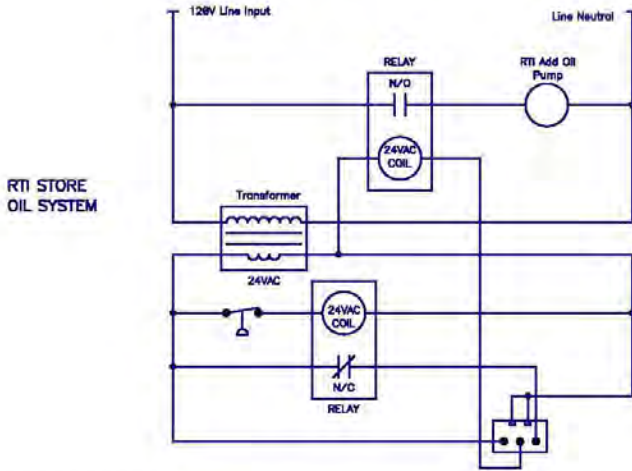 120V Line Input
Line Neutral
RELAY
N/O
RTI Add Oil
Pump
24VAC
COIL
RTI STORE
OIL SYSTEM
Transformer
24VAC
24VAC
COIL
N/C
RELAY